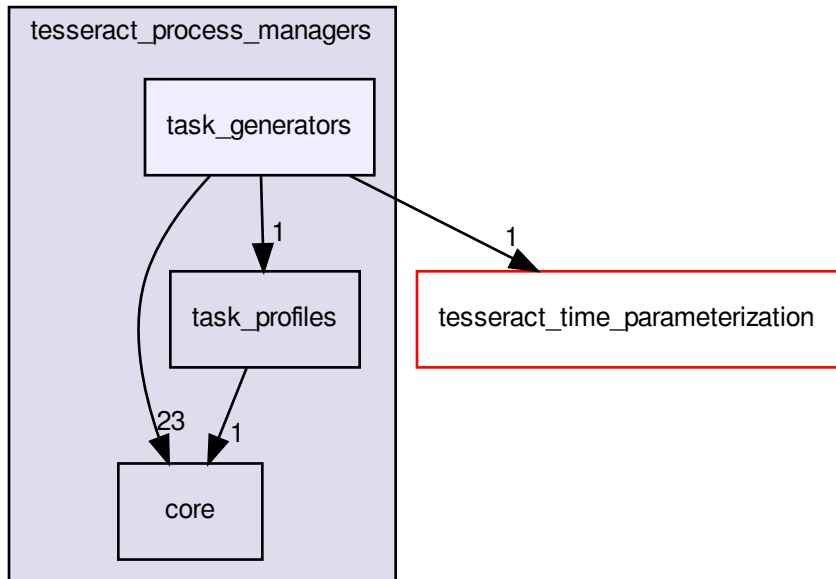 tesseract_process_managers
task_generators
1
1
task_profiles
tesseract_time_parameterization
23
1
core